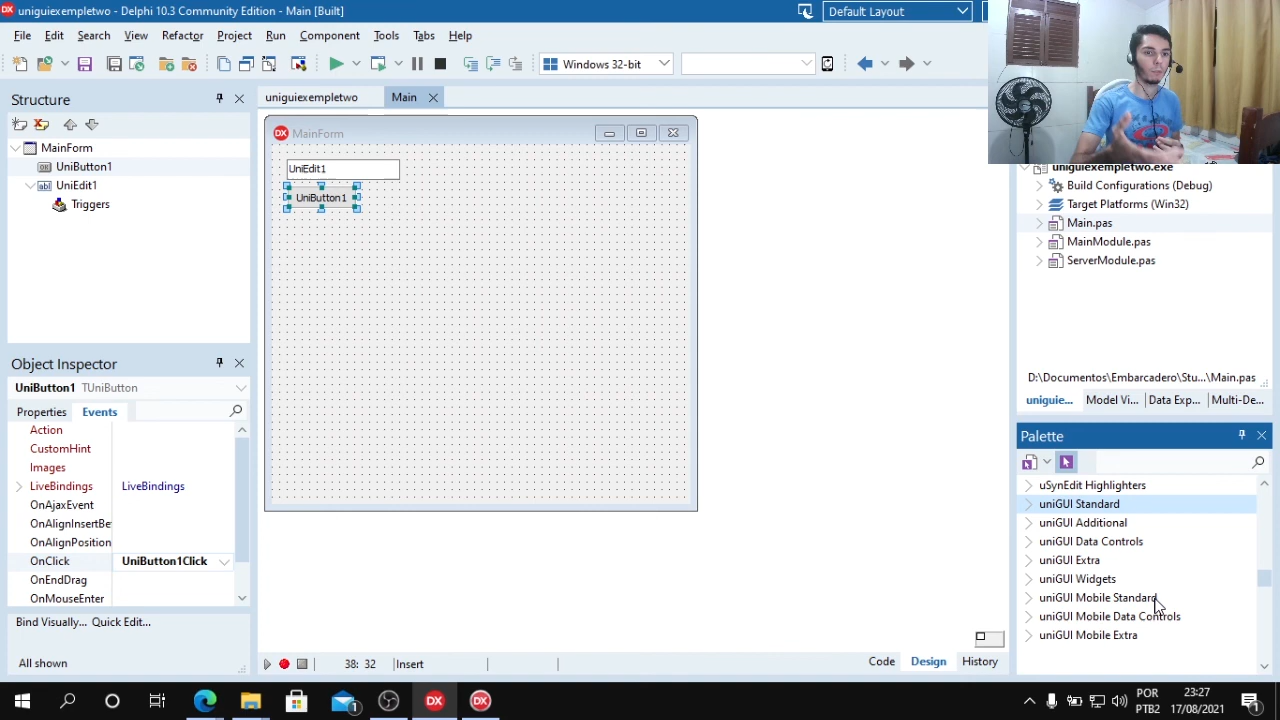 uniguiexempletwo - Delphi 10.3 Community Edition - Main [Built]
Default Layout
File Edit Search View Refactor Project Run Component Tools Tabs Help
Windows 32-bit
Structure
MainForm
UniButton1
UniEdit1
Triggers
Object Inspector
UniButton1 TUniButton
Properties Events
Action
CustomHint
Images
LiveBindings LiveBindings
OnAjaxEvent
OnAlignInsertBe
OnAlignPosition
OnClick UniButton1Click
OnEndDrag
OnMouseEnter
Bind Visually... Quick Edit...
All shown
uniguiexempletwo Main
MainForm
UniEdit1
UniButton1
38: 32 Insert
Code Design History
uniguiexempletwo.exe
Build Configurations (Debug)
Target Platforms (Win32)
Main.pas
MainModule.pas
ServerModule.pas
D:\Documentos\Embarcadero\Stu...\Main.pas
uniguie... Model Vi... Data Exp... Multi-De...
Palette
uSynEdit Highlighters
uniGUI Standard
uniGUI Additional
uniGUI Data Controls
uniGUI Extra
uniGUI Widgets
uniGUI Mobile Standard
uniGUI Mobile Data Controls
uniGUI Mobile Extra
POR
PTB2
23:27
17/08/2021